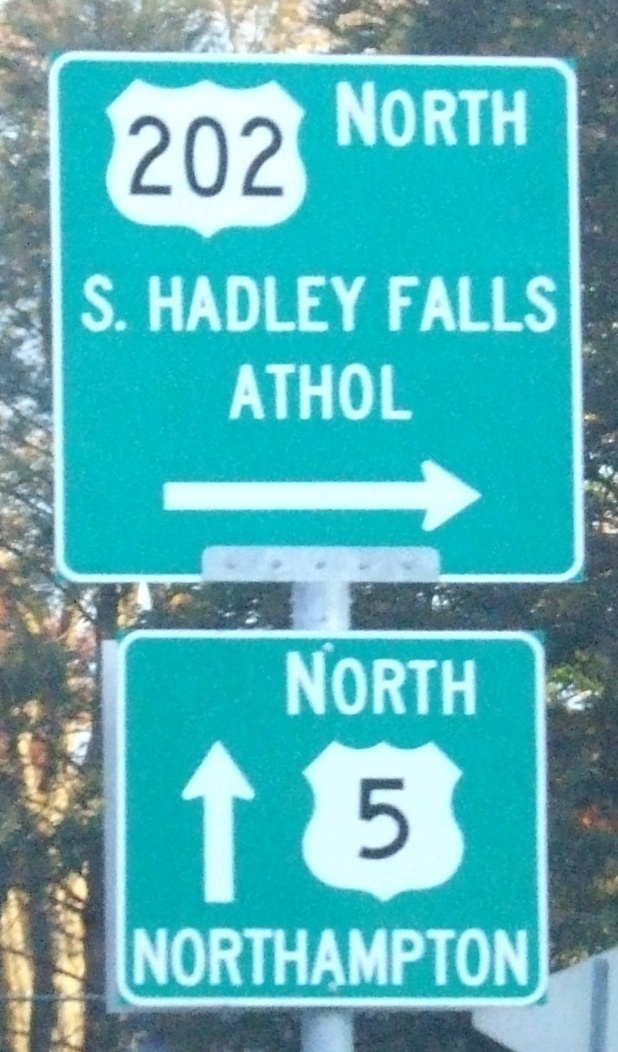 202 NORTH
S. HADLEY FALLS
ATHOL
NORTH
5
NORTHAMPTON